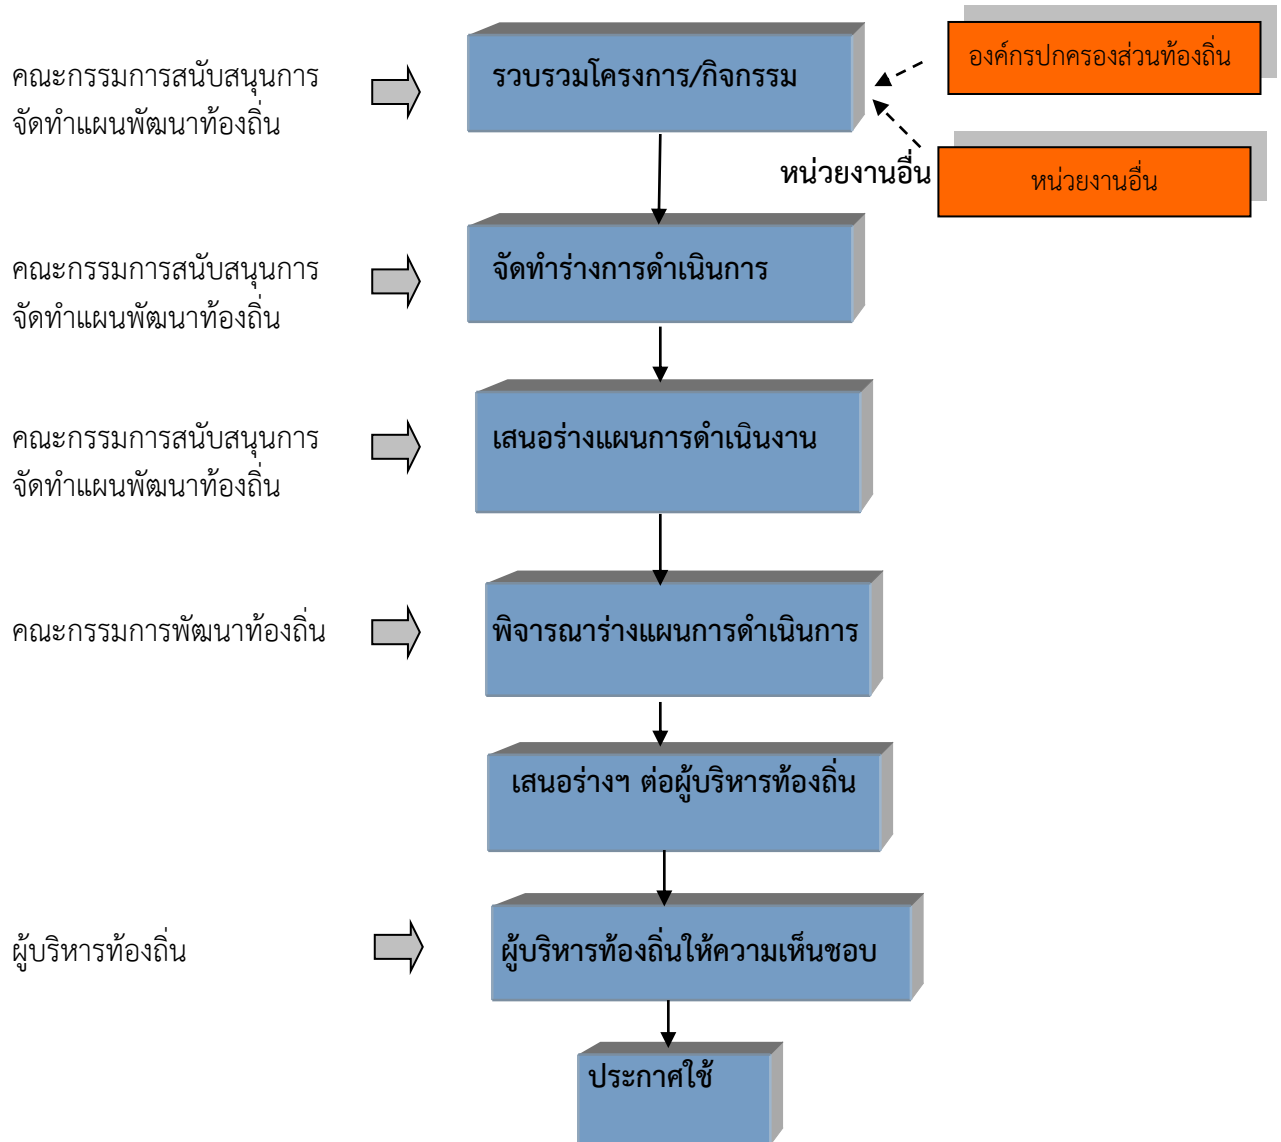 องค์กรปกครองส่วนท้องถิ่น
คณะกรรมการสนับสนุนการ
จัดทำแผนพัฒนาท้องถิ่น
รวบรวมโครงการ/กิจกรรม
หน่วยงานอื่น
หน่วยงานอื่น
คณะกรรมการสนับสนุนการ
จัดทำแผนพัฒนาท้องถิ่น
จัดทำร่างการดำเนินการ
คณะกรรมการสนับสนุนการ
จัดทำแผนพัฒนาท้องถิ่น
เสนอร่างแผนการดำเนินงาน
คณะกรรมการพัฒนาท้องถิ่น
พิจารณาร่างแผนการดำเนินการ
เสนอร่างฯ ต่อผู้บริหารท้องถิ่น
ผู้บริหารท้องถิ่น
ผู้บริหารท้องถิ่นให้ความเห็นชอบ
ประกาศใช้